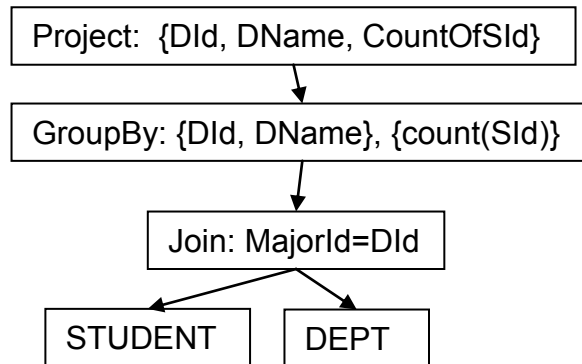 Project: {DId, DName, CountOfSId}
GroupBy: {DId, DName}, {count(SId)}
Join: MajorId=DId
STUDENT
DEPT